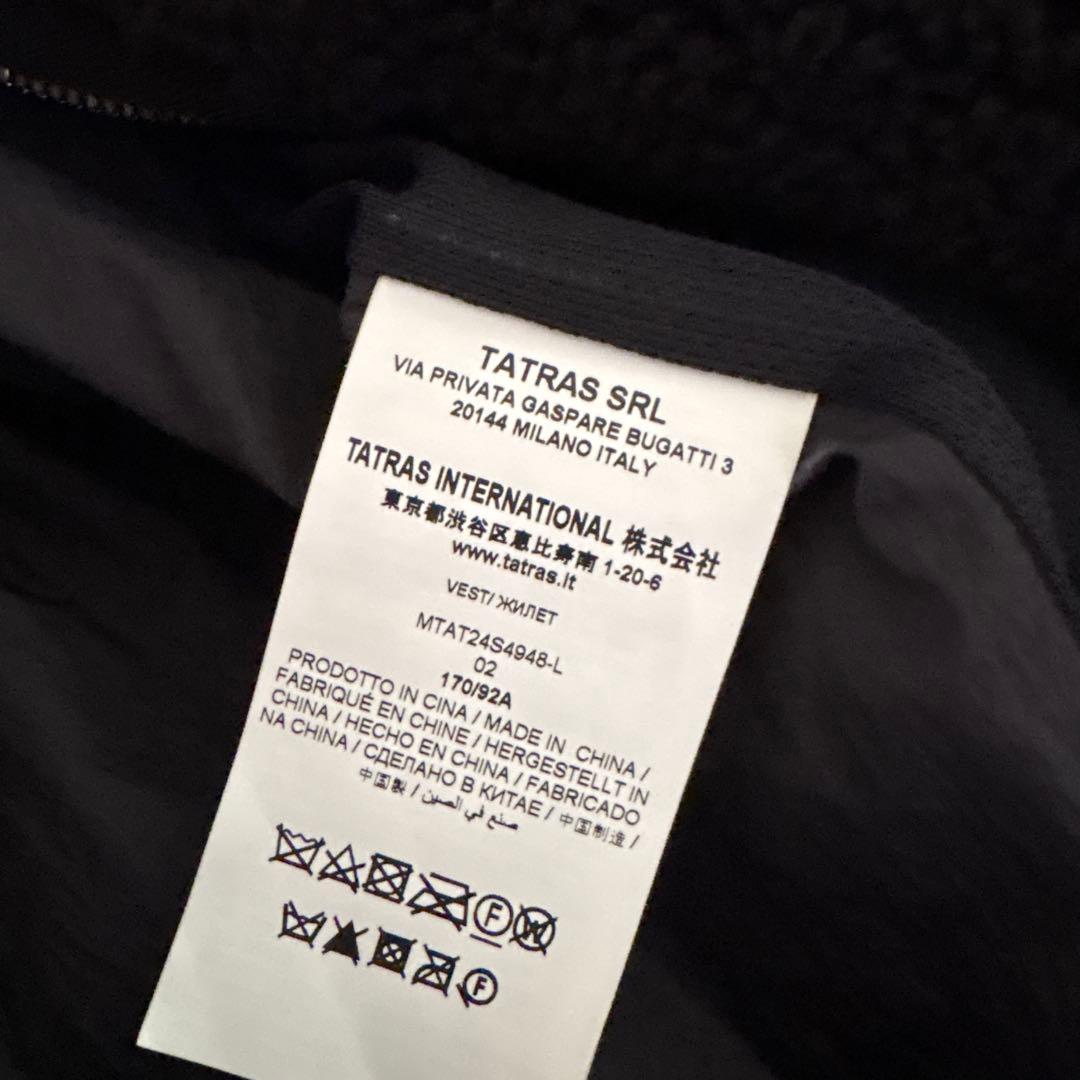 TATRAS SRL
VIA PRIVATA GASPARE BUGATTI 3
20144 MILANO ITALY
TATRAS INTERNATIONAL 株式会社
東京都渋谷区恵比寿南 1-20-6
www.tatras.it
VEST/ ЖИЛЕТ
MTAT24S4948-L
02
170/92A
PRODOTTO IN CINA / MADE IN CHINA /
FABRIQUÉ EN CHINE / HERGESTELLT IN
CHINA / HECHO EN CHINA / FABRICADO
NA CHINA / СДЕЛАНО В КИТАЕ / 中国制造 /
中国製 / صنع في الصين
F W
F